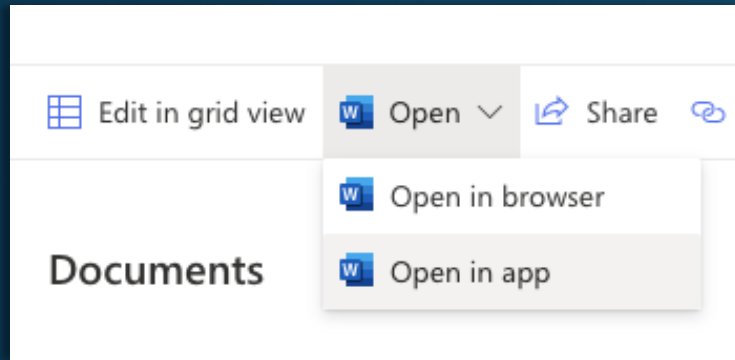 Edit in grid view
W Open
Share
W Open in browser
Documents
W Open in app